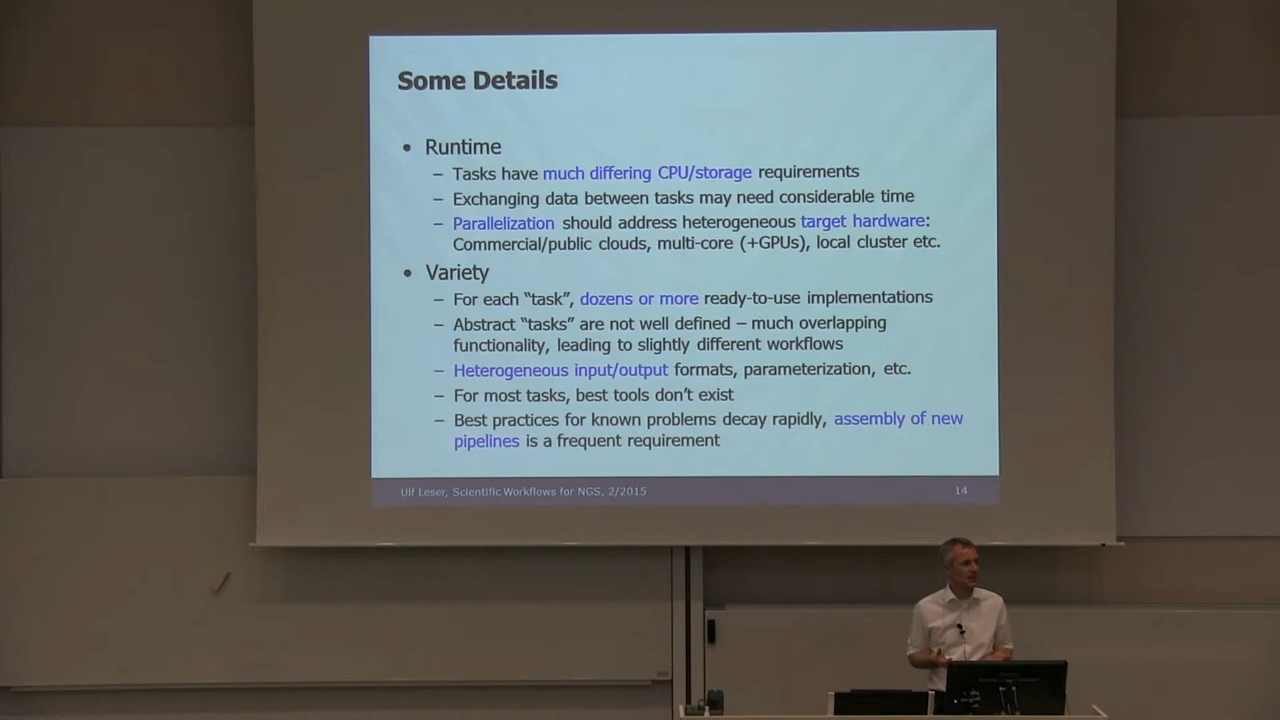 Some Details
• Runtime
– Tasks have much differing CPU/storage requirements
– Exchanging data between tasks may need considerable time
– Parallelization should address heterogeneous target hardware:
Commercial/public clouds, multi-core (+GPUs), local cluster etc.
• Variety
– For each “task”, dozens or more ready-to-use implementations
– Abstract “tasks” are not well defined – much overlapping
functionality, leading to slightly different workflows
– Heterogeneous input/output formats, parameterization, etc.
– For most tasks, best tools don’t exist
– Best practices for known problems decay rapidly, assembly of new
pipelines is a frequent requirement
Ulf Leser, Scientific Workflows for NGS, 2/2015 14